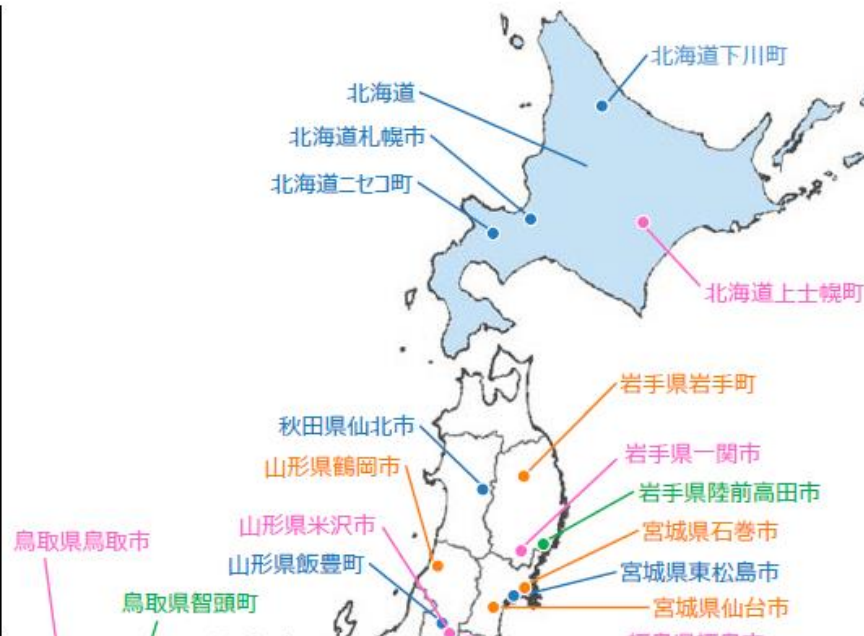 北海道下川町
北海道
北海道札幌市
北海道ニセコ町
北海道上士幌町
岩手県岩手町
秋田県仙北市
岩手県一関市
山形県鶴岡市
岩手県陸前高田市
山形県米沢市
宮城県石巻市
鳥取県鳥取市
山形県飯豊町
宮城県東松島市
鳥取県智頭町
宮城県仙台市